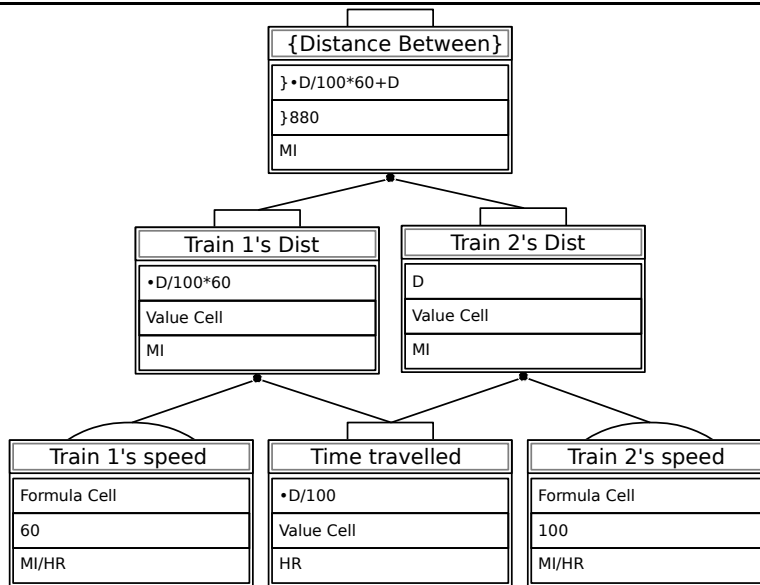 {Distance Between}
}•D/100*60+D
}880
MI
Train 1's Dist
•D/100*60
Value Cell
MI
Train 2's Dist
D
Value Cell
MI
Train 1's speed
Formula Cell
60
MI/HR
Time travelled
•D/100
Value Cell
HR
Train 2's speed
Formula Cell
100
MI/HR